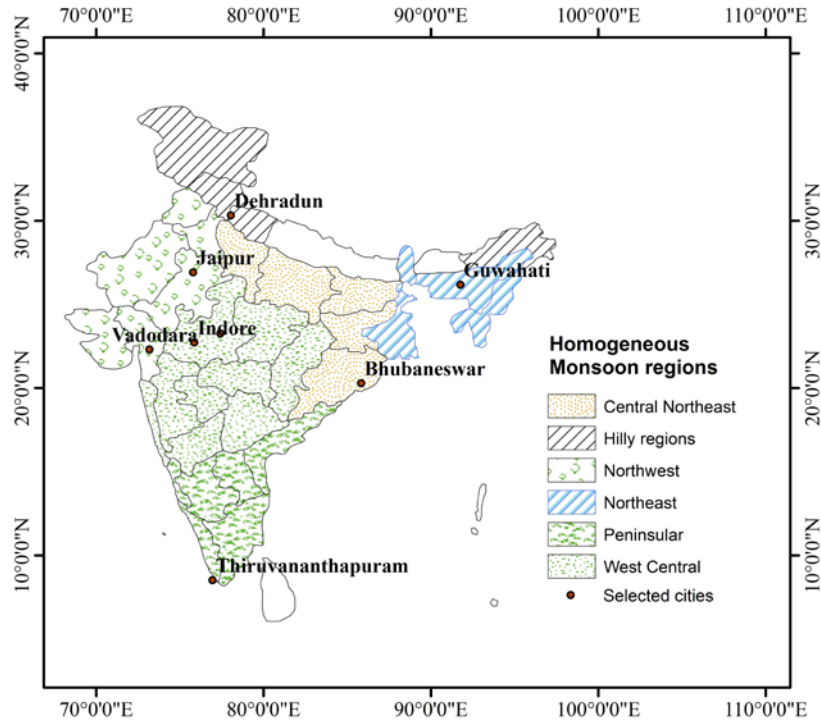 70°0'0"E 80°0'0"E 90°0'0"E 100°0'0"E 110°0'0"E
40°0'0"N 40°0'0"N
Dehradun
30°0'0"N 30°0'0"N
Jaipur
Guwahati
Vadodara Indore
Homogeneous
Monsoon regions
Bhubaneswar
20°0'0"N 20°0'0"N
Central Northeast
Hilly regions
Northwest
Northeast
Peninsular
10°0'0"N 10°0'0"N
West Central
Thiruvananthapuram
Selected cities
70°0'0"E 80°0'0"E 90°0'0"E 100°0'0"E 110°0'0"E